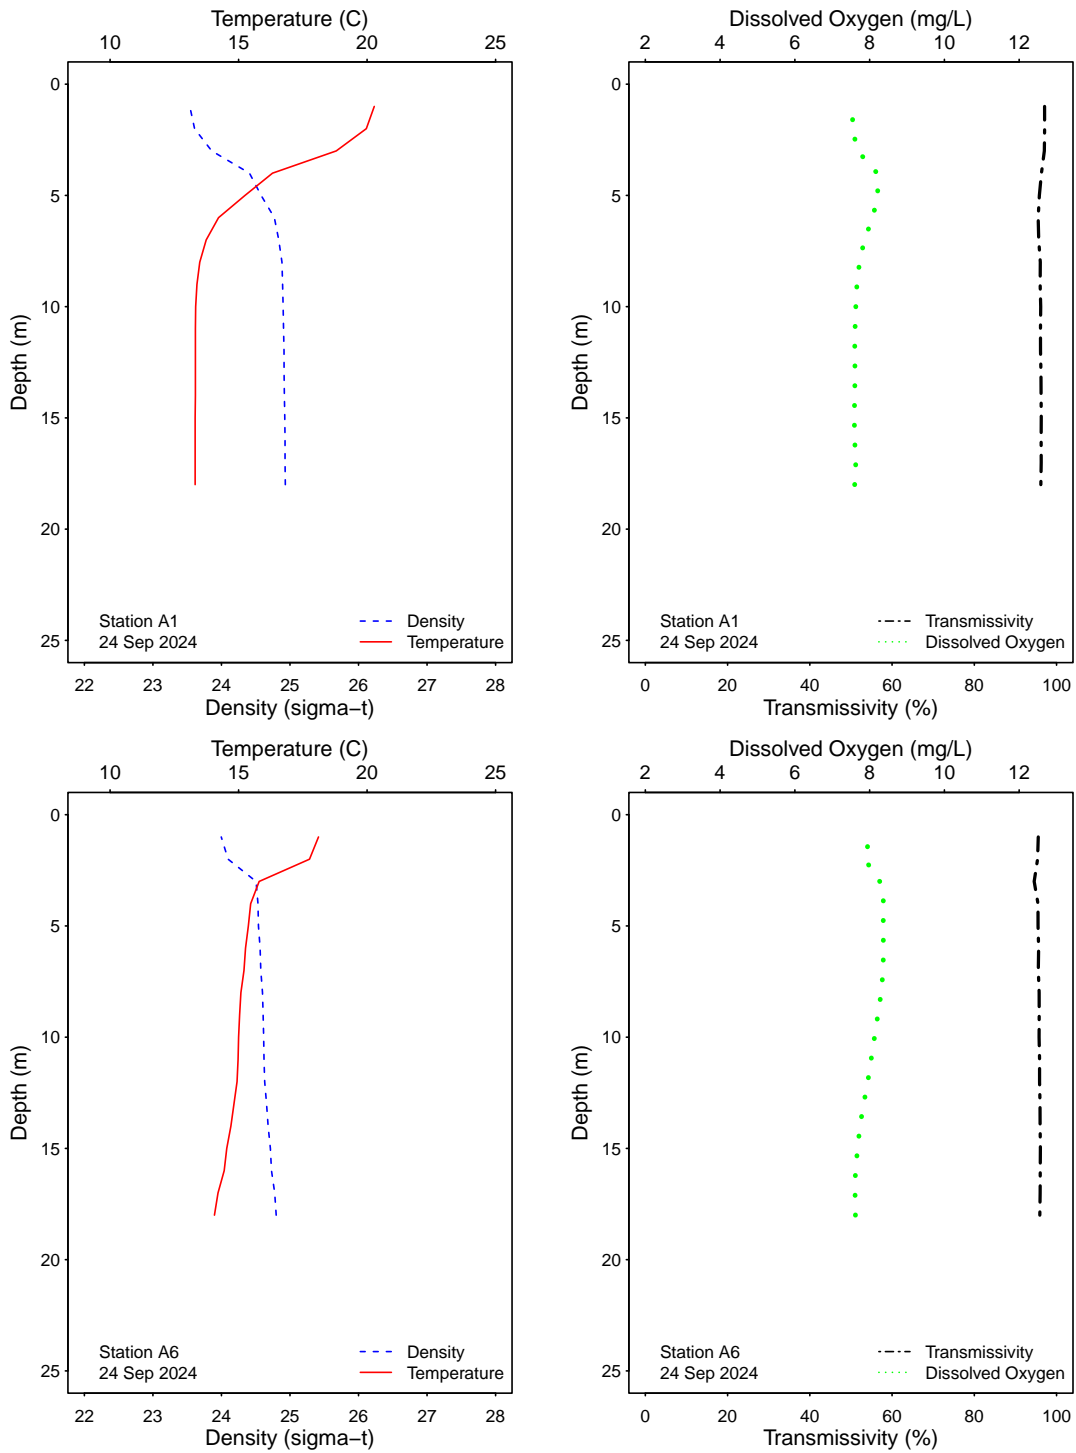 Temperature (C)
10 15 20 25
0
5
10
15
20
25
Depth (m)
Station A1
24 Sep 2024
Density
Temperature
22 23 24 25 26 27 28
Density (sigma−t)
Dissolved Oxygen (mg/L)
2 4 6 8 10 12
0
5
10
15
20
25
Depth (m)
Station A1
24 Sep 2024
Transmissivity
Dissolved Oxygen
0 20 40 60 80 100
Transmissivity (%)
Temperature (C)
10 15 20 25
0
5
10
15
20
25
Depth (m)
Station A6
24 Sep 2024
Density
Temperature
22 23 24 25 26 27 28
Density (sigma−t)
Dissolved Oxygen (mg/L)
2 4 6 8 10 12
0
5
10
15
20
25
Depth (m)
Station A6
24 Sep 2024
Transmissivity
Dissolved Oxygen
0 20 40 60 80 100
Transmissivity (%)